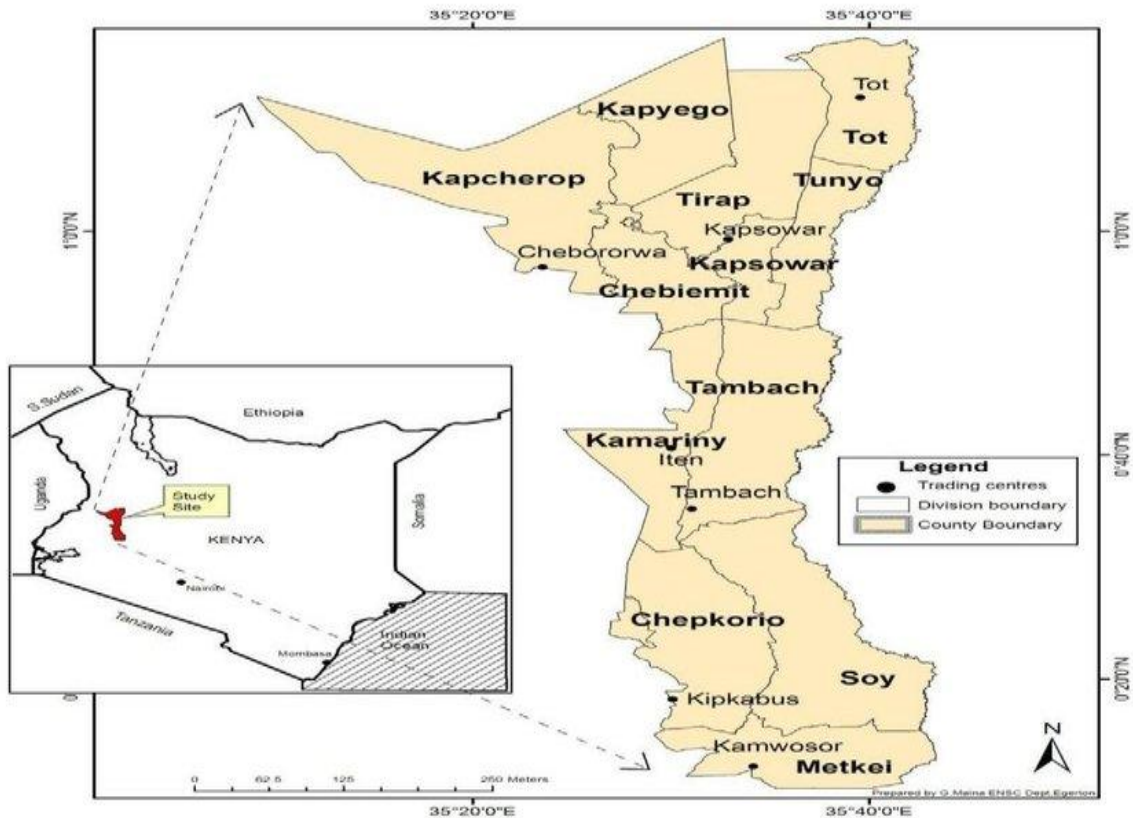 35°20'0"E 35°40'0"E
Tot
Kapyego
Tot
Kapcherop
Tunyo
Tirap
1°0'0"N
Kapsowar
1°0'0"N
Chebororwa
Kapsowar
Chebiemit
Tambach
S.Sudan
Ethiopia
Kamariny
Iten
0°40'0"N
Legend
Trading centres
Division boundary
County Boundary
Tambach
Uganda
Study
Site
Somalia
KENYA
Nairobi
Tanzania
Chepkorio
Indian
Ocean
Mombasa
Soy
0°20'0"N
Kipkabus
0
N
Kamwosor
Metkei
0 62.5 125 250 Meters
Prepared by G.Maina ENSC Dept.Egerton
35°20'0"E 35°40'0"E